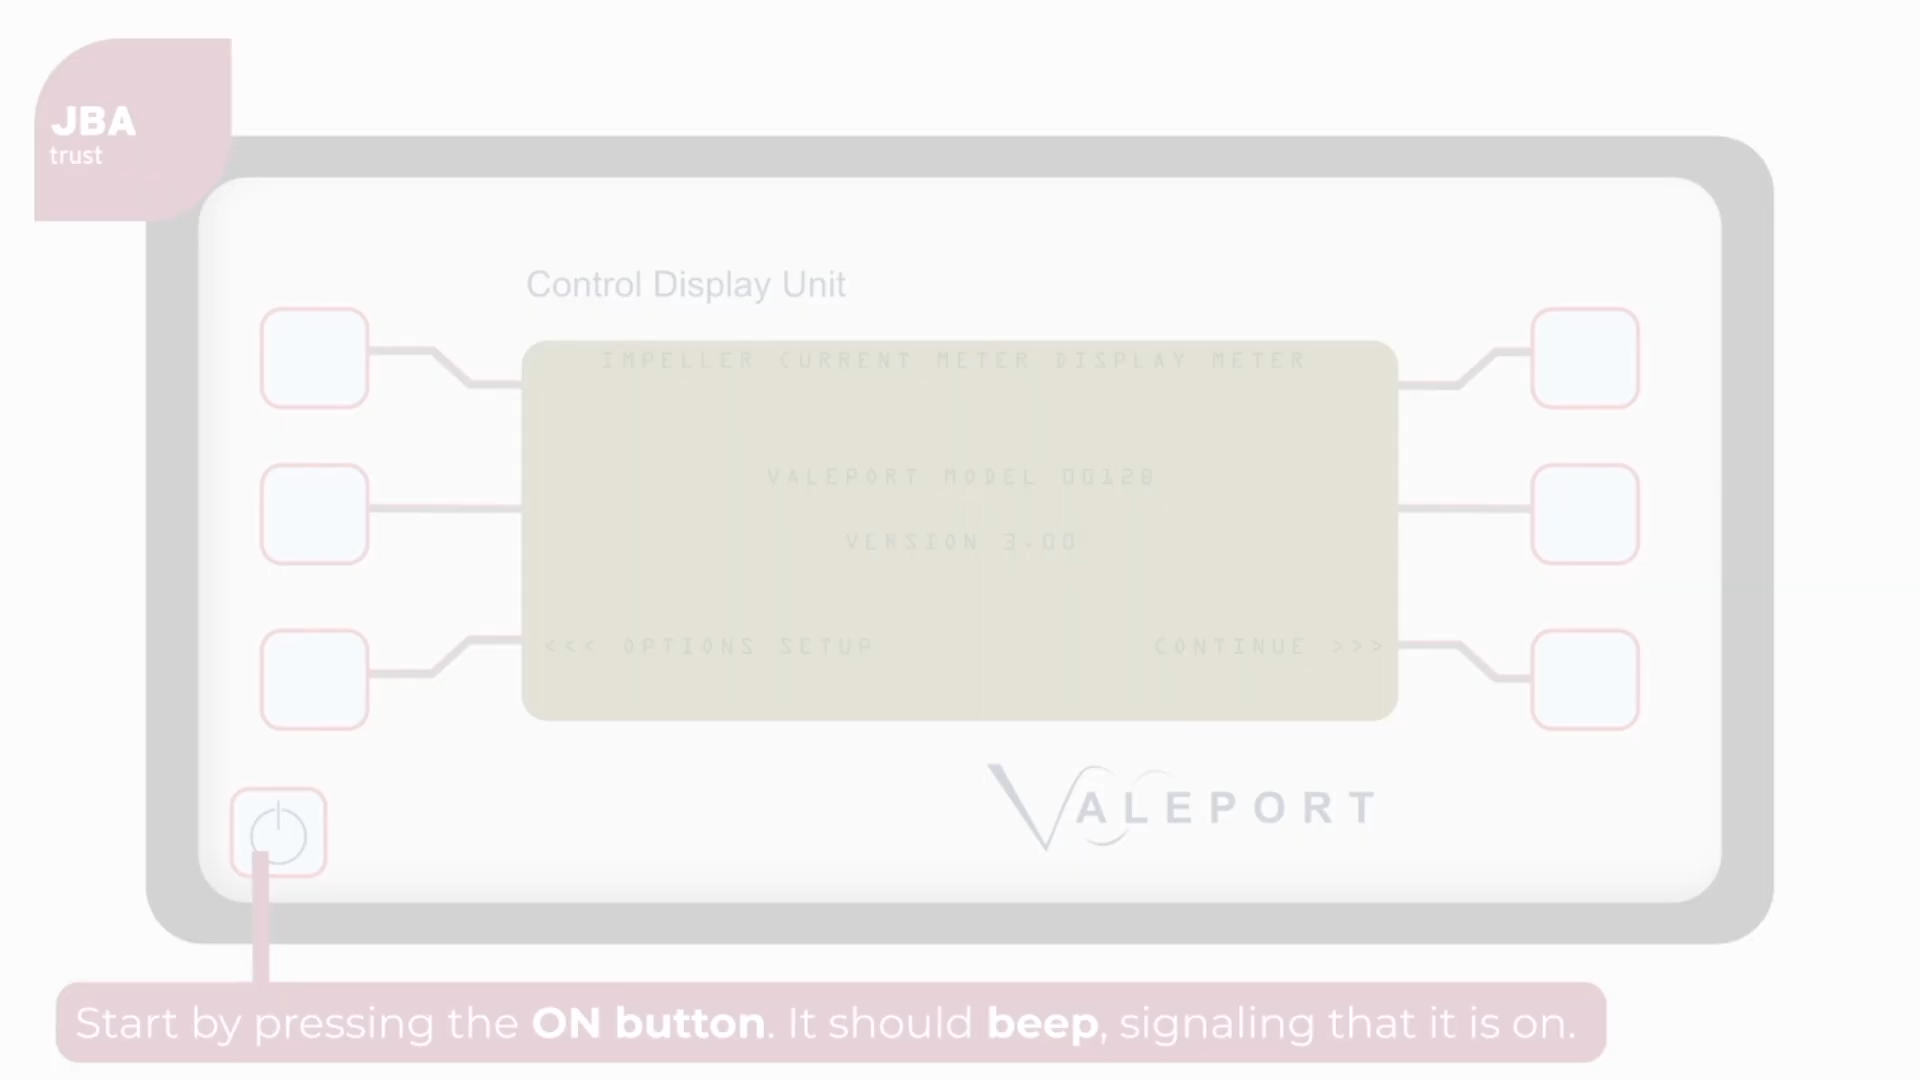 JBA
trust
Control Display Unit
IMPELLER CURRENT METER DISPLAY METER
VALEPORT MODEL 0012B
VERSION 3.00
<<< OPTIONS SETUP
CONTINUE >>>
VALEPORT
Start by pressing the ON button. It should beep, signaling that it is on.